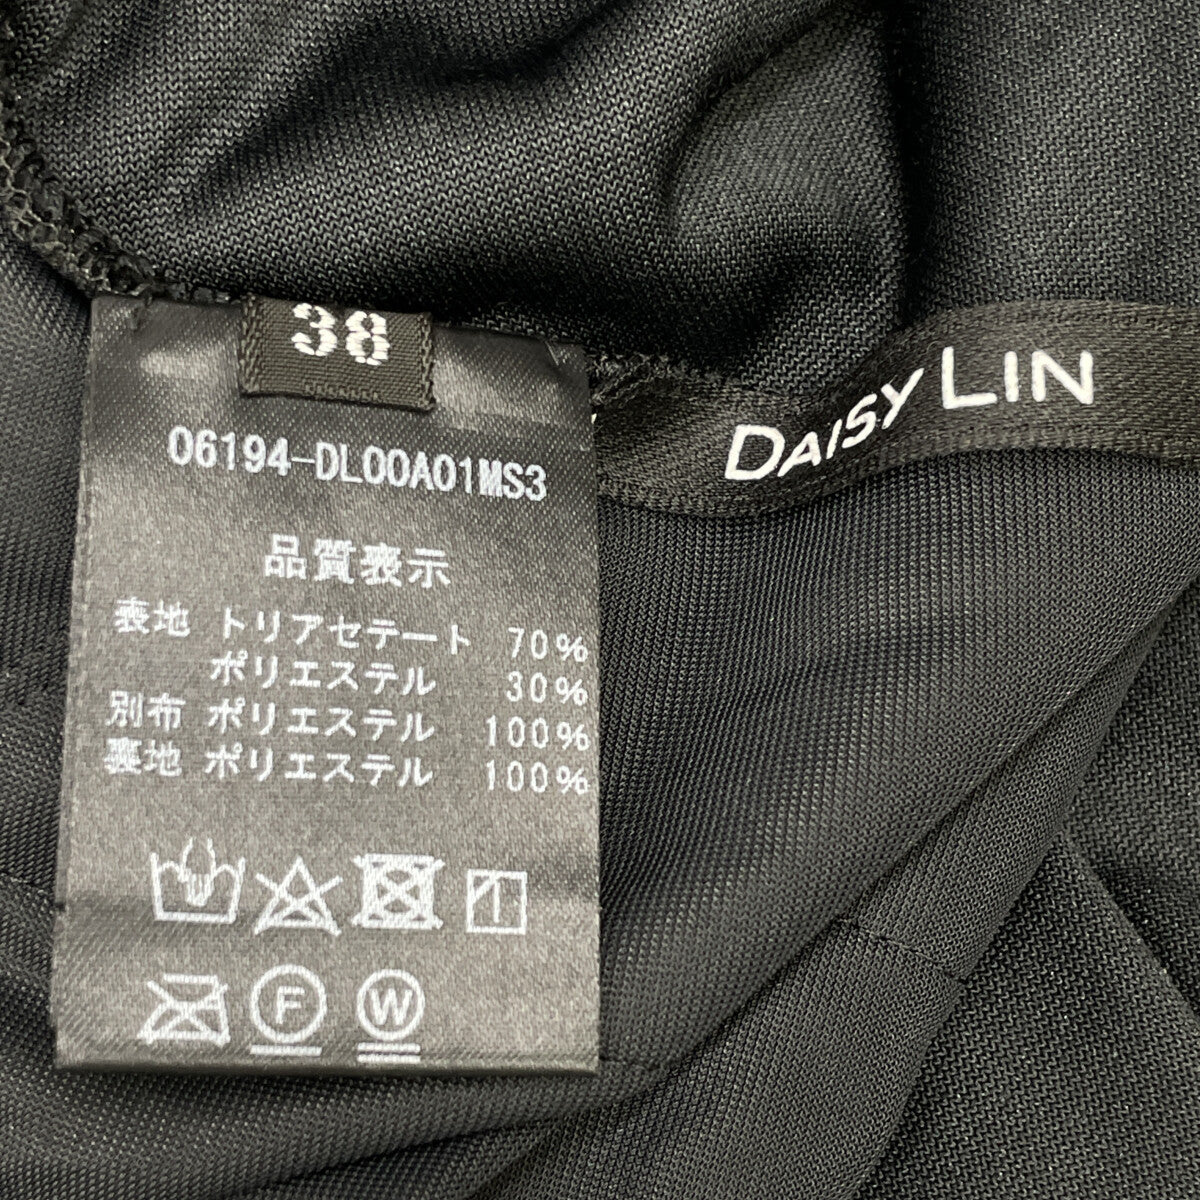 38
DAISY LIN
06194-DL00A01MS3
品質表示
表地 トリアセテート 70%
ポリエステル 30%
別布 ポリエステル 100%
裏地 ポリエステル 100%
F
W